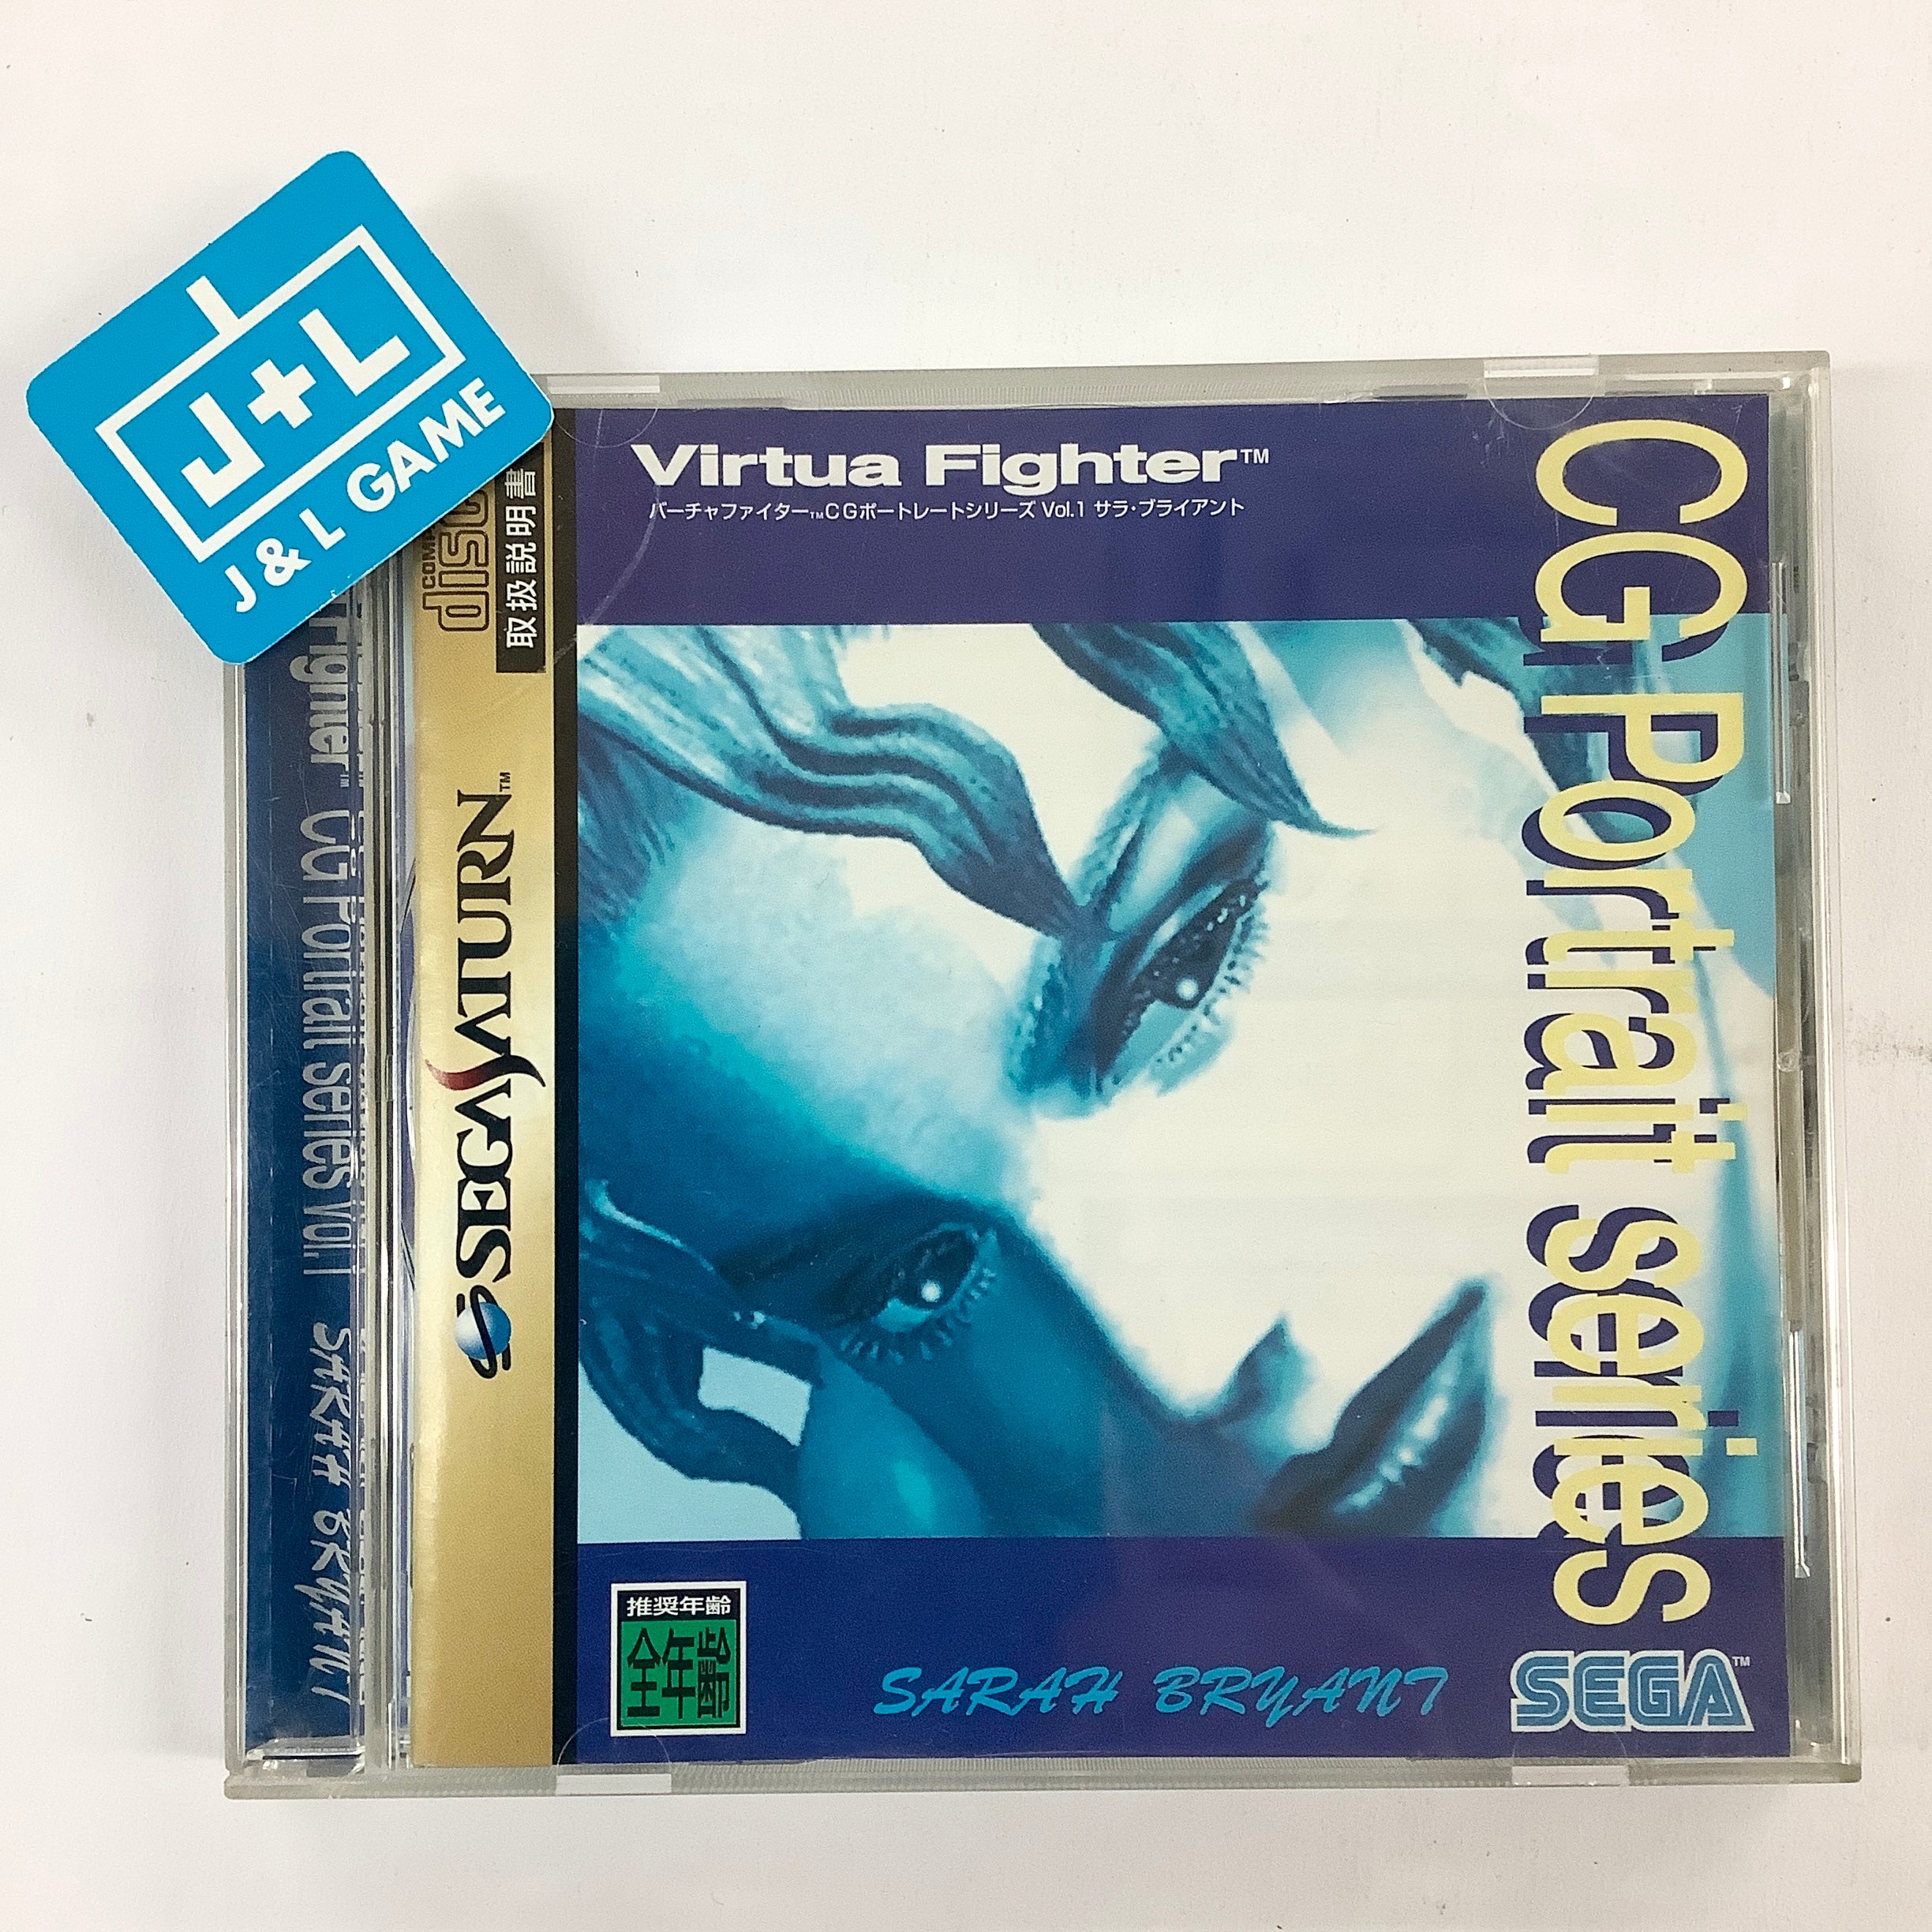 J+L
J & L GAME
COMP
disc
取扱説明書
SEGA SATURN™
Fighter™ CG Portrait series vol.1 SARAH BRYANT
Virtua Fighter™
バーチャファイター™CGポートレートシリーズ Vol.1 サラ・ブライアント
CG Portrait series
推奨年齢
全年齢
SARAH BRYANT
SEGA™